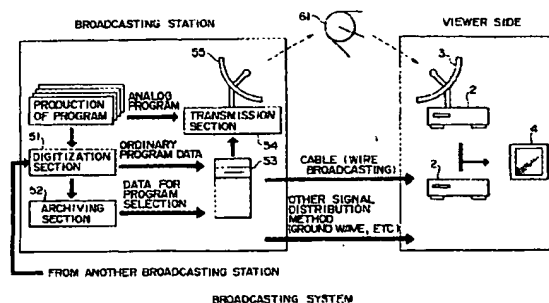 BROADCASTING STATION
VIEWER SIDE
61
55
3
PRODUCTION
OF PROGRAM
ANALOG
PROGRAM
TRANSMISSION
SECTION
2
51
54
4
DIGITIZATION
SECTION
ORDINARY
PROGRAM DATA
53
52
ARCHIVING
SECTION
DATA FOR
PROGRAM
SELECTION
CABLE (WIRE
BROADCASTING)
2
OTHER SIGNAL
DISTRIBUTION
METHOD
(GROUND WAVE, ETC)
FROM ANOTHER BROADCASTING STATION
BROADCASTING SYSTEM